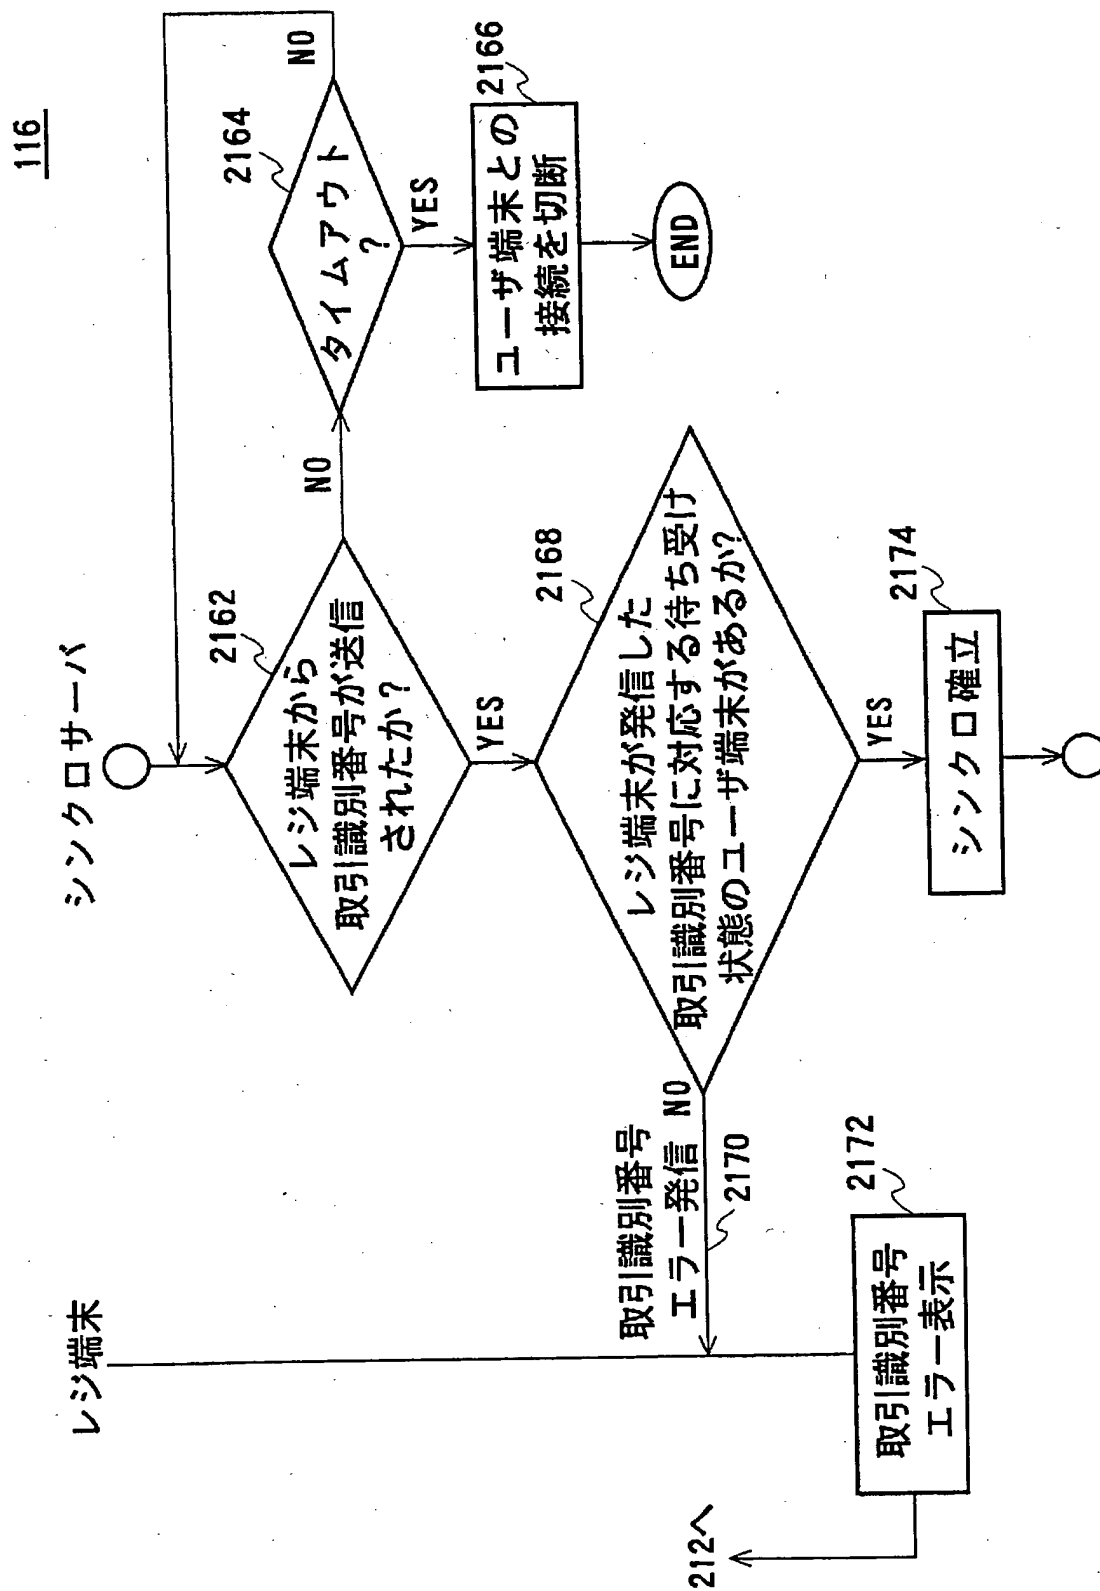 116
レジ端末
シンクロサーバ
レジ端末から
取引識別番号が送信
されたか?
2162
NO
タイムアウト
?
2164
NO
YES
ユーザ端末との
接続を切断
2166
END
YES
レジ端末が発信した
取引識別番号に対応する待ち受け
状態のユーザ端末があるか?
2168
NO
取引識別番号
エラー発信
2170
取引識別番号
エラー表示
2172
212へ
YES
シンクロ確立
2174